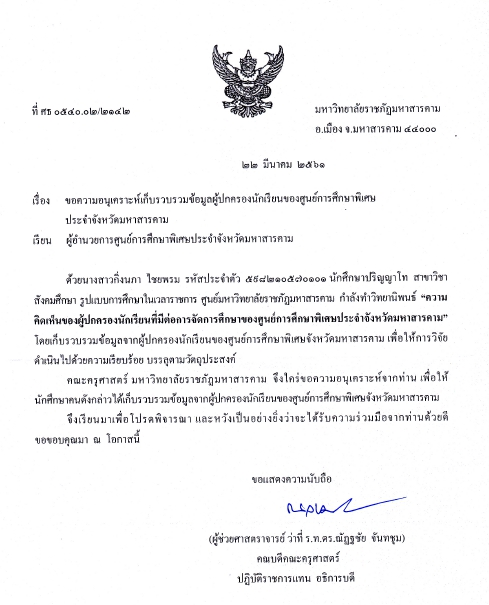 ที่ ศธ ๐๕๔๐.๐๒/๒๑๔๒
มหาวิทยาลัยราชภัฏมหาสารคาม
อ.เมือง จ.มหาสารคาม ๔๔๐๐๐
๒๒ มีนาคม ๒๕๖๑
เรื่อง ขอความอนุเคราะห์เก็บรวบรวมข้อมูลผู้ปกครองนักเรียนของศูนย์การศึกษาพิเศษ
ประจำจังหวัดมหาสารคาม
เรียน ผู้อำนวยการศูนย์การศึกษาพิเศษประจำจังหวัดมหาสารคาม
ด้วยนางสาวกิ่งนภา ไชยพรม รหัสประจำตัว ๕๙๘๒๑๐๕๗๐๑๐๑ นักศึกษาปริญญาโท สาขาวิชา
สังคมศึกษา รูปแบบการศึกษาในเวลาราชการ ศูนย์มหาวิทยาลัยราชภัฏมหาสารคาม กำลังทำวิทยานิพนธ์ “ความ
คิดเห็นของผู้ปกครองนักเรียนที่มีต่อการจัดการศึกษาของศูนย์การศึกษาพิเศษประจำจังหวัดมหาสารคาม”
โดยเก็บรวบรวมข้อมูลจากผู้ปกครองนักเรียนของศูนย์การศึกษาพิเศษจังหวัดมหาสารคาม เพื่อให้การวิจัย
ดำเนินไปด้วยความเรียบร้อย บรรลุตามวัตถุประสงค์
คณะครุศาสตร์ มหาวิทยาลัยราชภัฏมหาสารคาม จึงใคร่ขอความอนุเคราะห์จากท่าน เพื่อให้
นักศึกษาคนดังกล่าวได้เก็บรวบรวมข้อมูลจากผู้ปกครองนักเรียนของศูนย์การศึกษาพิเศษจังหวัดมหาสารคาม
จึงเรียนมาเพื่อโปรดพิจารณา และหวังเป็นอย่างยิ่งว่าจะได้รับความร่วมมือจากท่านด้วยดี
ขอขอบคุณมา ณ โอกาสนี้
ขอแสดงความนับถือ
(ผู้ช่วยศาสตราจารย์ ว่าที่ ร.ท.ดร.ณัฏฐชัย จันทชุม)
คณบดีคณะครุศาสตร์
ปฏิบัติราชการแทน อธิการบดี